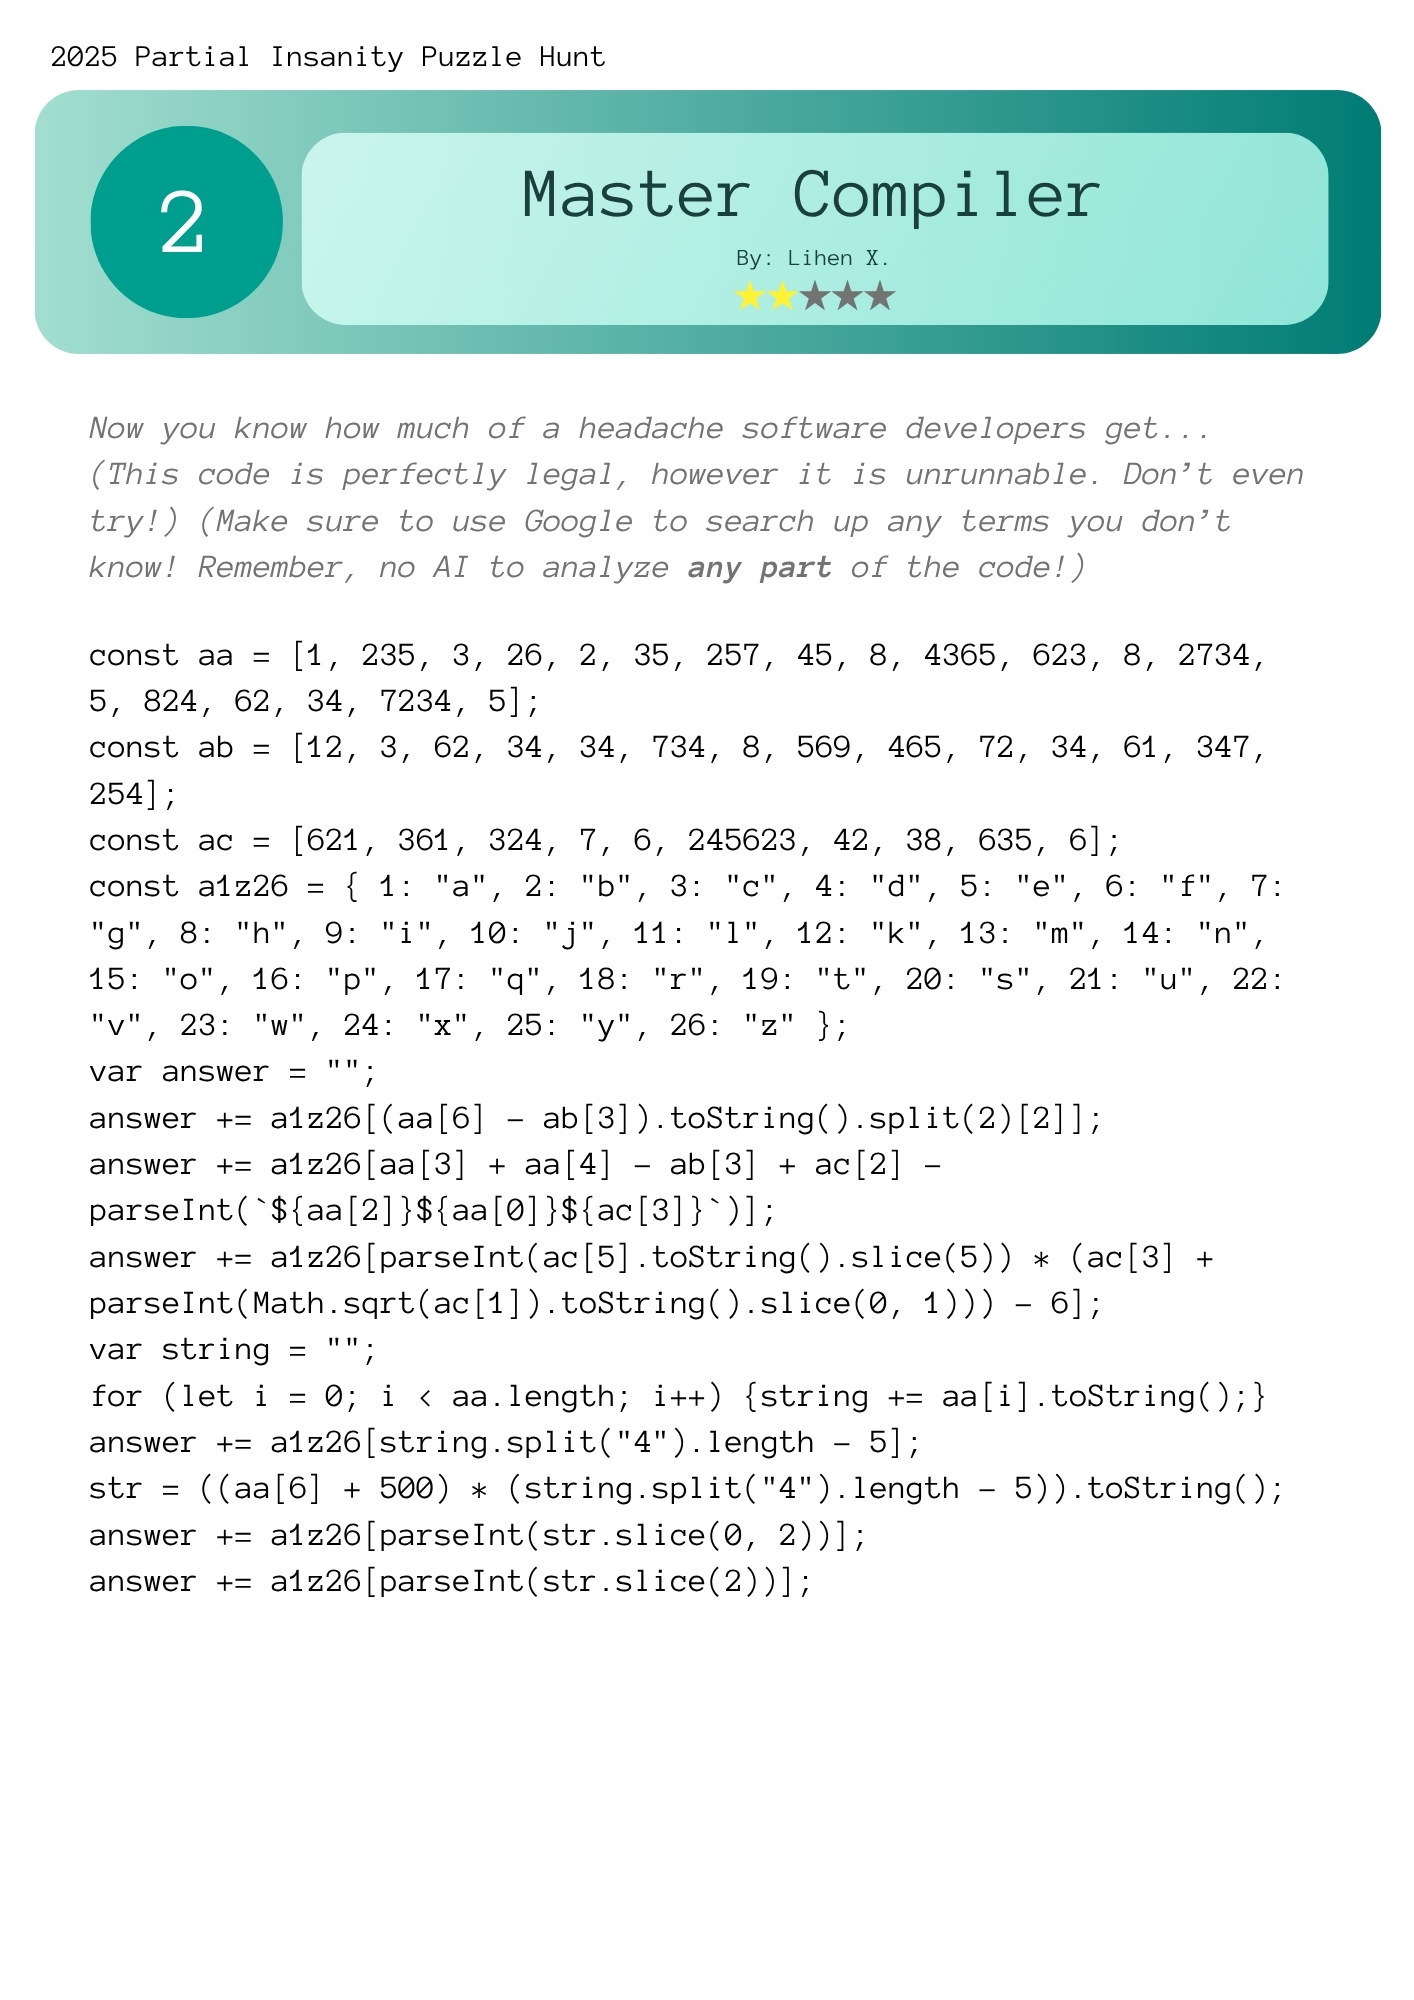 2025 Partial Insanity Puzzle Hunt
2
Master Compiler
By: Lihen X.
Now you know how much of a headache software developers get...
(This code is perfectly legal, however it is unrunnable. Don’t even
try!) (Make sure to use Google to search up any terms you don’t
know! Remember, no AI to analyze any part of the code!)
const aa = [1, 235, 3, 26, 2, 35, 257, 45, 8, 4365, 623, 8, 2734,
5, 824, 62, 34, 7234, 5];
const ab = [12, 3, 62, 34, 34, 734, 8, 569, 465, 72, 34, 61, 347,
254];
const ac = [621, 361, 324, 7, 6, 245623, 42, 38, 635, 6];
const a1z26 = { 1: "a", 2: "b", 3: "c", 4: "d", 5: "e", 6: "f", 7:
"g", 8: "h", 9: "i", 10: "j", 11: "l", 12: "k", 13: "m", 14: "n",
15: "o", 16: "p", 17: "q", 18: "r", 19: "t", 20: "s", 21: "u", 22:
"v", 23: "w", 24: "x", 25: "y", 26: "z" };
var answer = "";
answer += a1z26[(aa[6] – ab[3]).toString().split(2)[2]];
answer += a1z26[aa[3] + aa[4] – ab[3] + ac[2] –
parseInt(`${aa[2]}${aa[0]}${ac[3]}`)];
answer += a1z26[parseInt(ac[5].toString().slice(5)) * (ac[3] +
parseInt(Math.sqrt(ac[1]).toString().slice(0, 1))) – 6];
var string = "";
for (let i = 0; i < aa.length; i++) {string += aa[i].toString();}
answer += a1z26[string.split("4").length – 5];
str = ((aa[6] + 500) * (string.split("4").length – 5)).toString();
answer += a1z26[parseInt(str.slice(0, 2))];
answer += a1z26[parseInt(str.slice(2))];